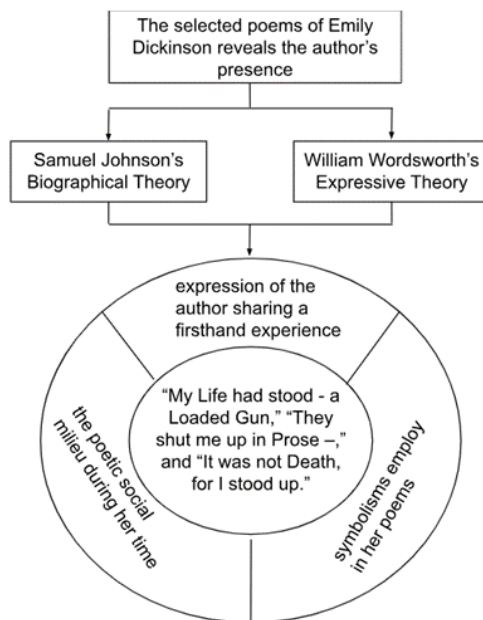 The selected poems of Emily
Dickinson reveals the author's
presence
Samuel Johnson's
Biographical Theory
William Wordsworth's
Expressive Theory
expression of the
author sharing a
firsthand experience
"My Life had stood - a
Loaded Gun," "They
shut me up in Prose –,"
and "It was not Death,
for I stood up."
the poetic social
milieu during her time
symbolisms employ
in her poems